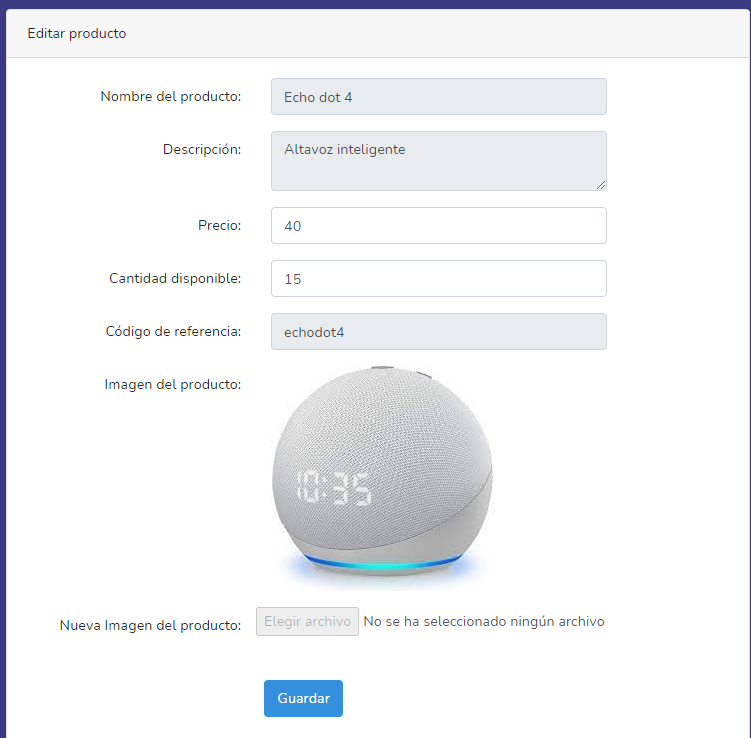 Editar producto
Nombre del producto: Echo dot 4
Descripción: Altavoz inteligente
Precio: 40
Cantidad disponible: 15
Código de referencia: echodot4
Imagen del producto:
10:35
Nueva Imagen del producto: Elegir archivo No se ha seleccionado ningún archivo
Guardar